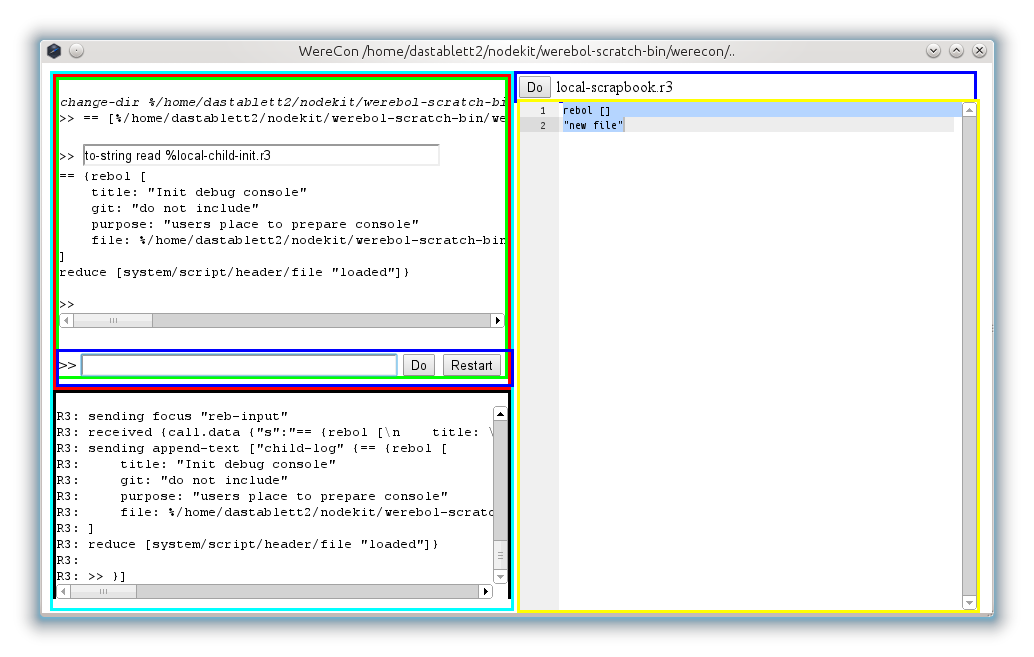 WereCon /home/dastablett2/nodekit/werebol-scratch-bin/werecon/..
change-dir %/home/dastablett2/nodekit/werebol-scratch-bi
>> == [%/home/dastablett2/nodekit/werebol-scratch-bin/we
>> to-string read %local-child-init.r3
== {rebol [
    title: "Init debug console"
    git: "do not include"
    purpose: "users place to prepare console"
    file: %/home/dastablett2/nodekit/werebol-scratch-bin
]
reduce [system/script/header/file "loaded"]}
>>
>> Do Restart
R3: sending focus "reb-input"
R3: received {call.data {"s":"== {rebol [\n    title: \
R3: sending append-text ["child-log" {== {rebol [
R3:     title: "Init debug console"
R3:     git: "do not include"
R3:     purpose: "users place to prepare console"
R3:     file: %/home/dastablett2/nodekit/werebol-scratc
R3: ]
R3: reduce [system/script/header/file "loaded"]}
R3:
R3: >> }]
Do local-scrapbook.r3
1 rebol []
2 "new file"